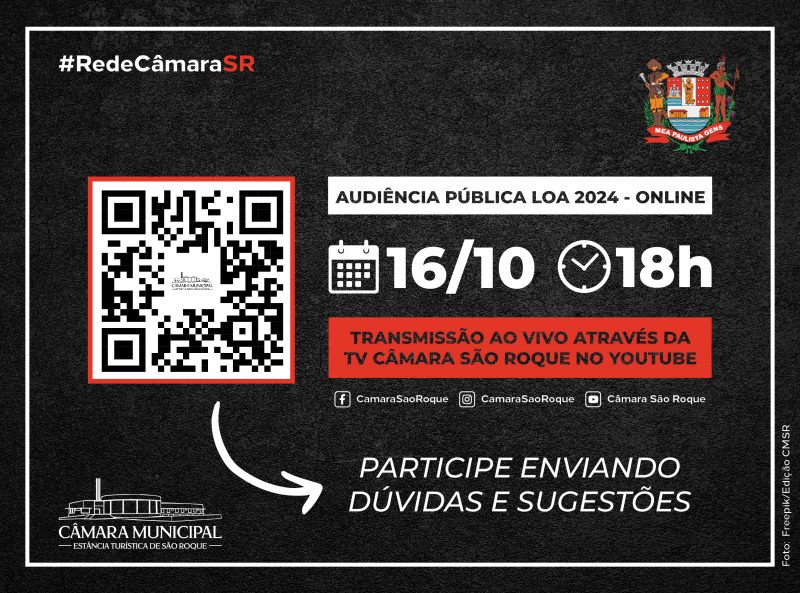 #RedeCâmaraSR
MEA PAULISTA GENS
AUDIÊNCIA PÚBLICA LOA 2024 - ONLINE
16/10
18h
CÂMARA MUNICIPAL
TRANSMISSÃO AO VIVO ATRAVÉS DA
TV CÂMARA SÃO ROQUE NO YOUTUBE
CamaraSaoRoque
CamaraSaoRoque
Câmara São Roque
PARTICIPE ENVIANDO
DÚVIDAS E SUGESTÕES
CÂMARA MUNICIPAL
ESTÂNCIA TURÍSTICA DE SÃO ROQUE
Foto: Freepik/Edição CMSR